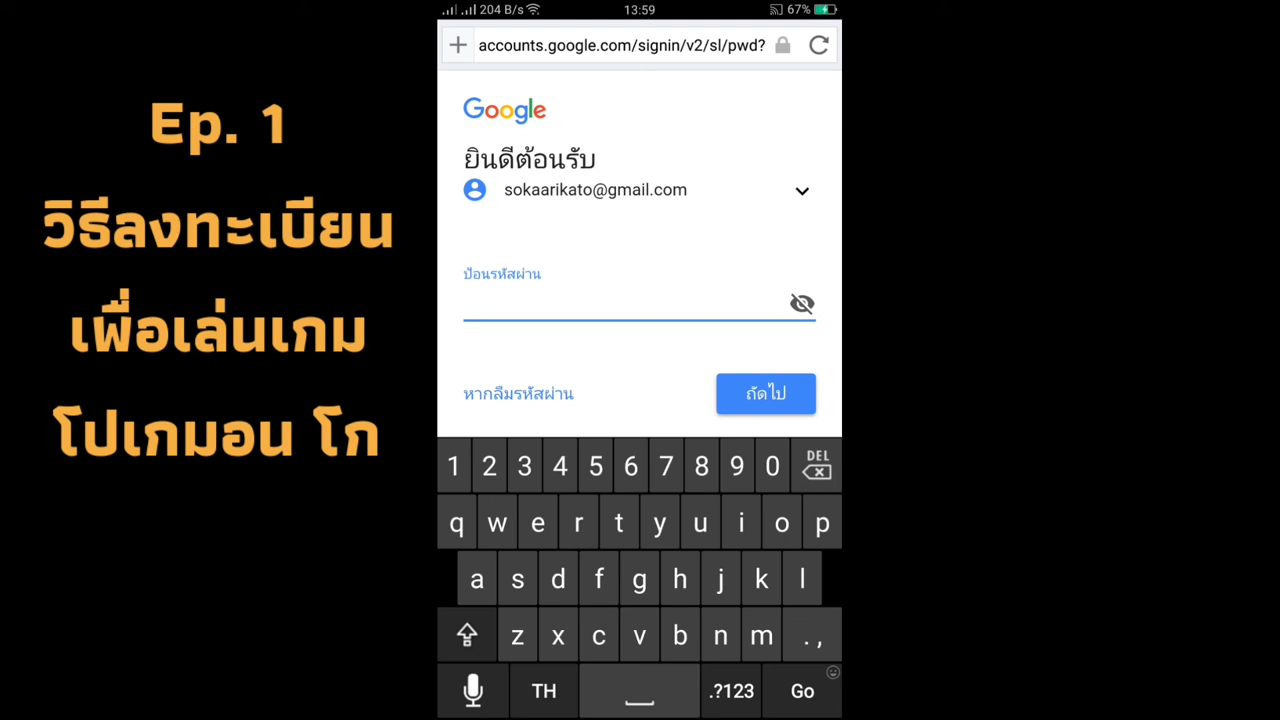 Ep. 1
วิธีลงทะเบียน
เพื่อเล่นเกม
โปเกมอน โก
204 B/s 13:59 67%
accounts.google.com/signin/v2/sl/pwd?
Google
ยินดีต้อนรับ
sokaarikato@gmail.com
ป้อนรหัสผ่าน
หากลืมรหัสผ่าน ถัดไป
1 2 3 4 5 6 7 8 9 0 DEL
q w e r t y u i o p
a s d f g h j k l
z x c v b n m . ,
TH .?123 Go